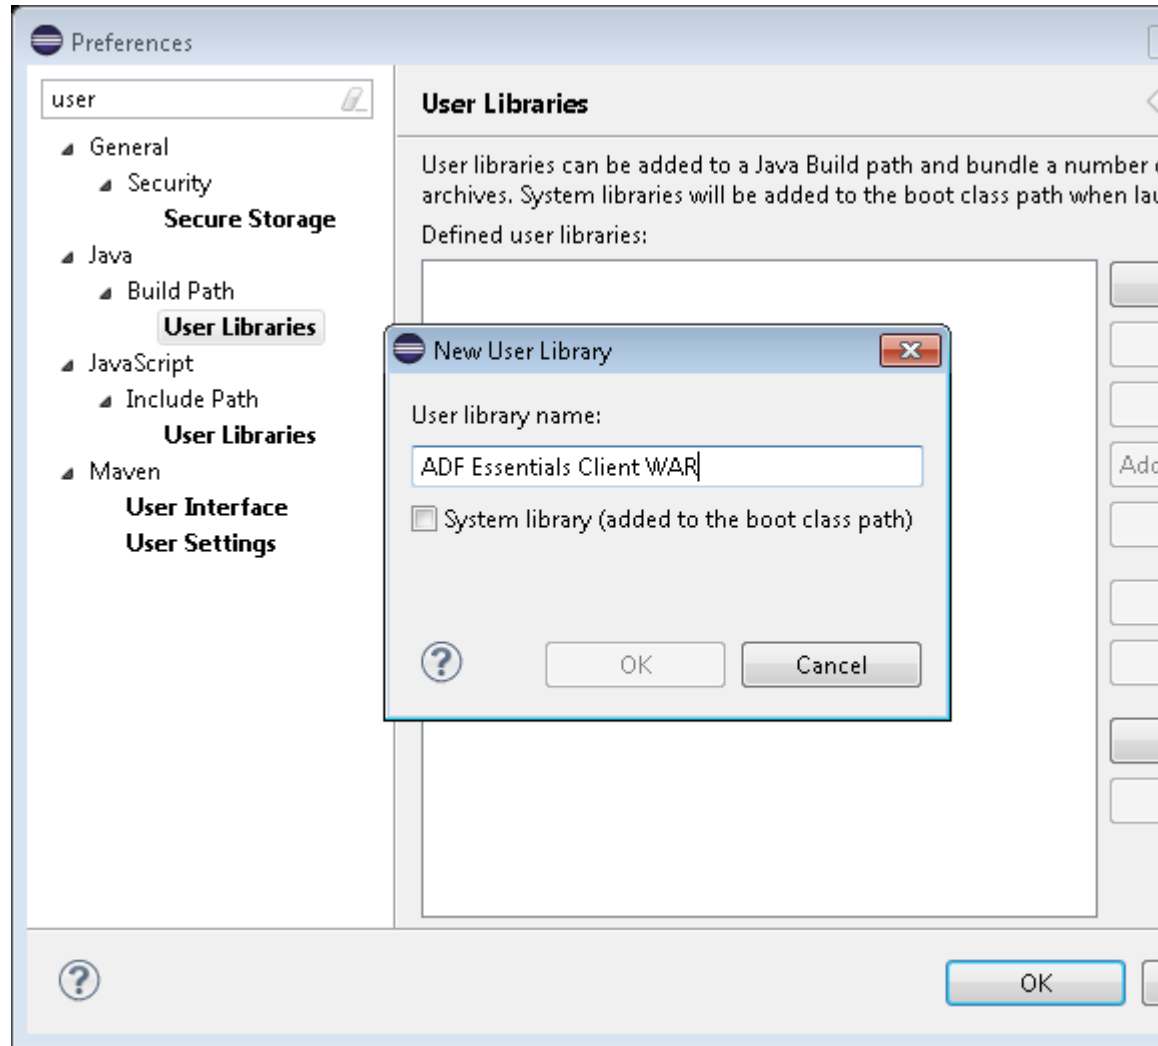 Preferences
user
General
Security
Secure Storage
Java
Build Path
User Libraries
JavaScript
Include Path
User Libraries
Maven
User Interface
User Settings
User Libraries
User libraries can be added to a Java Build path and bundle a number
archives. System libraries will be added to the boot class path when
Defined user libraries:
New User Library
User library name:
ADF Essentials Client WAR
System library (added to the boot class path)
OK
Cancel
OK